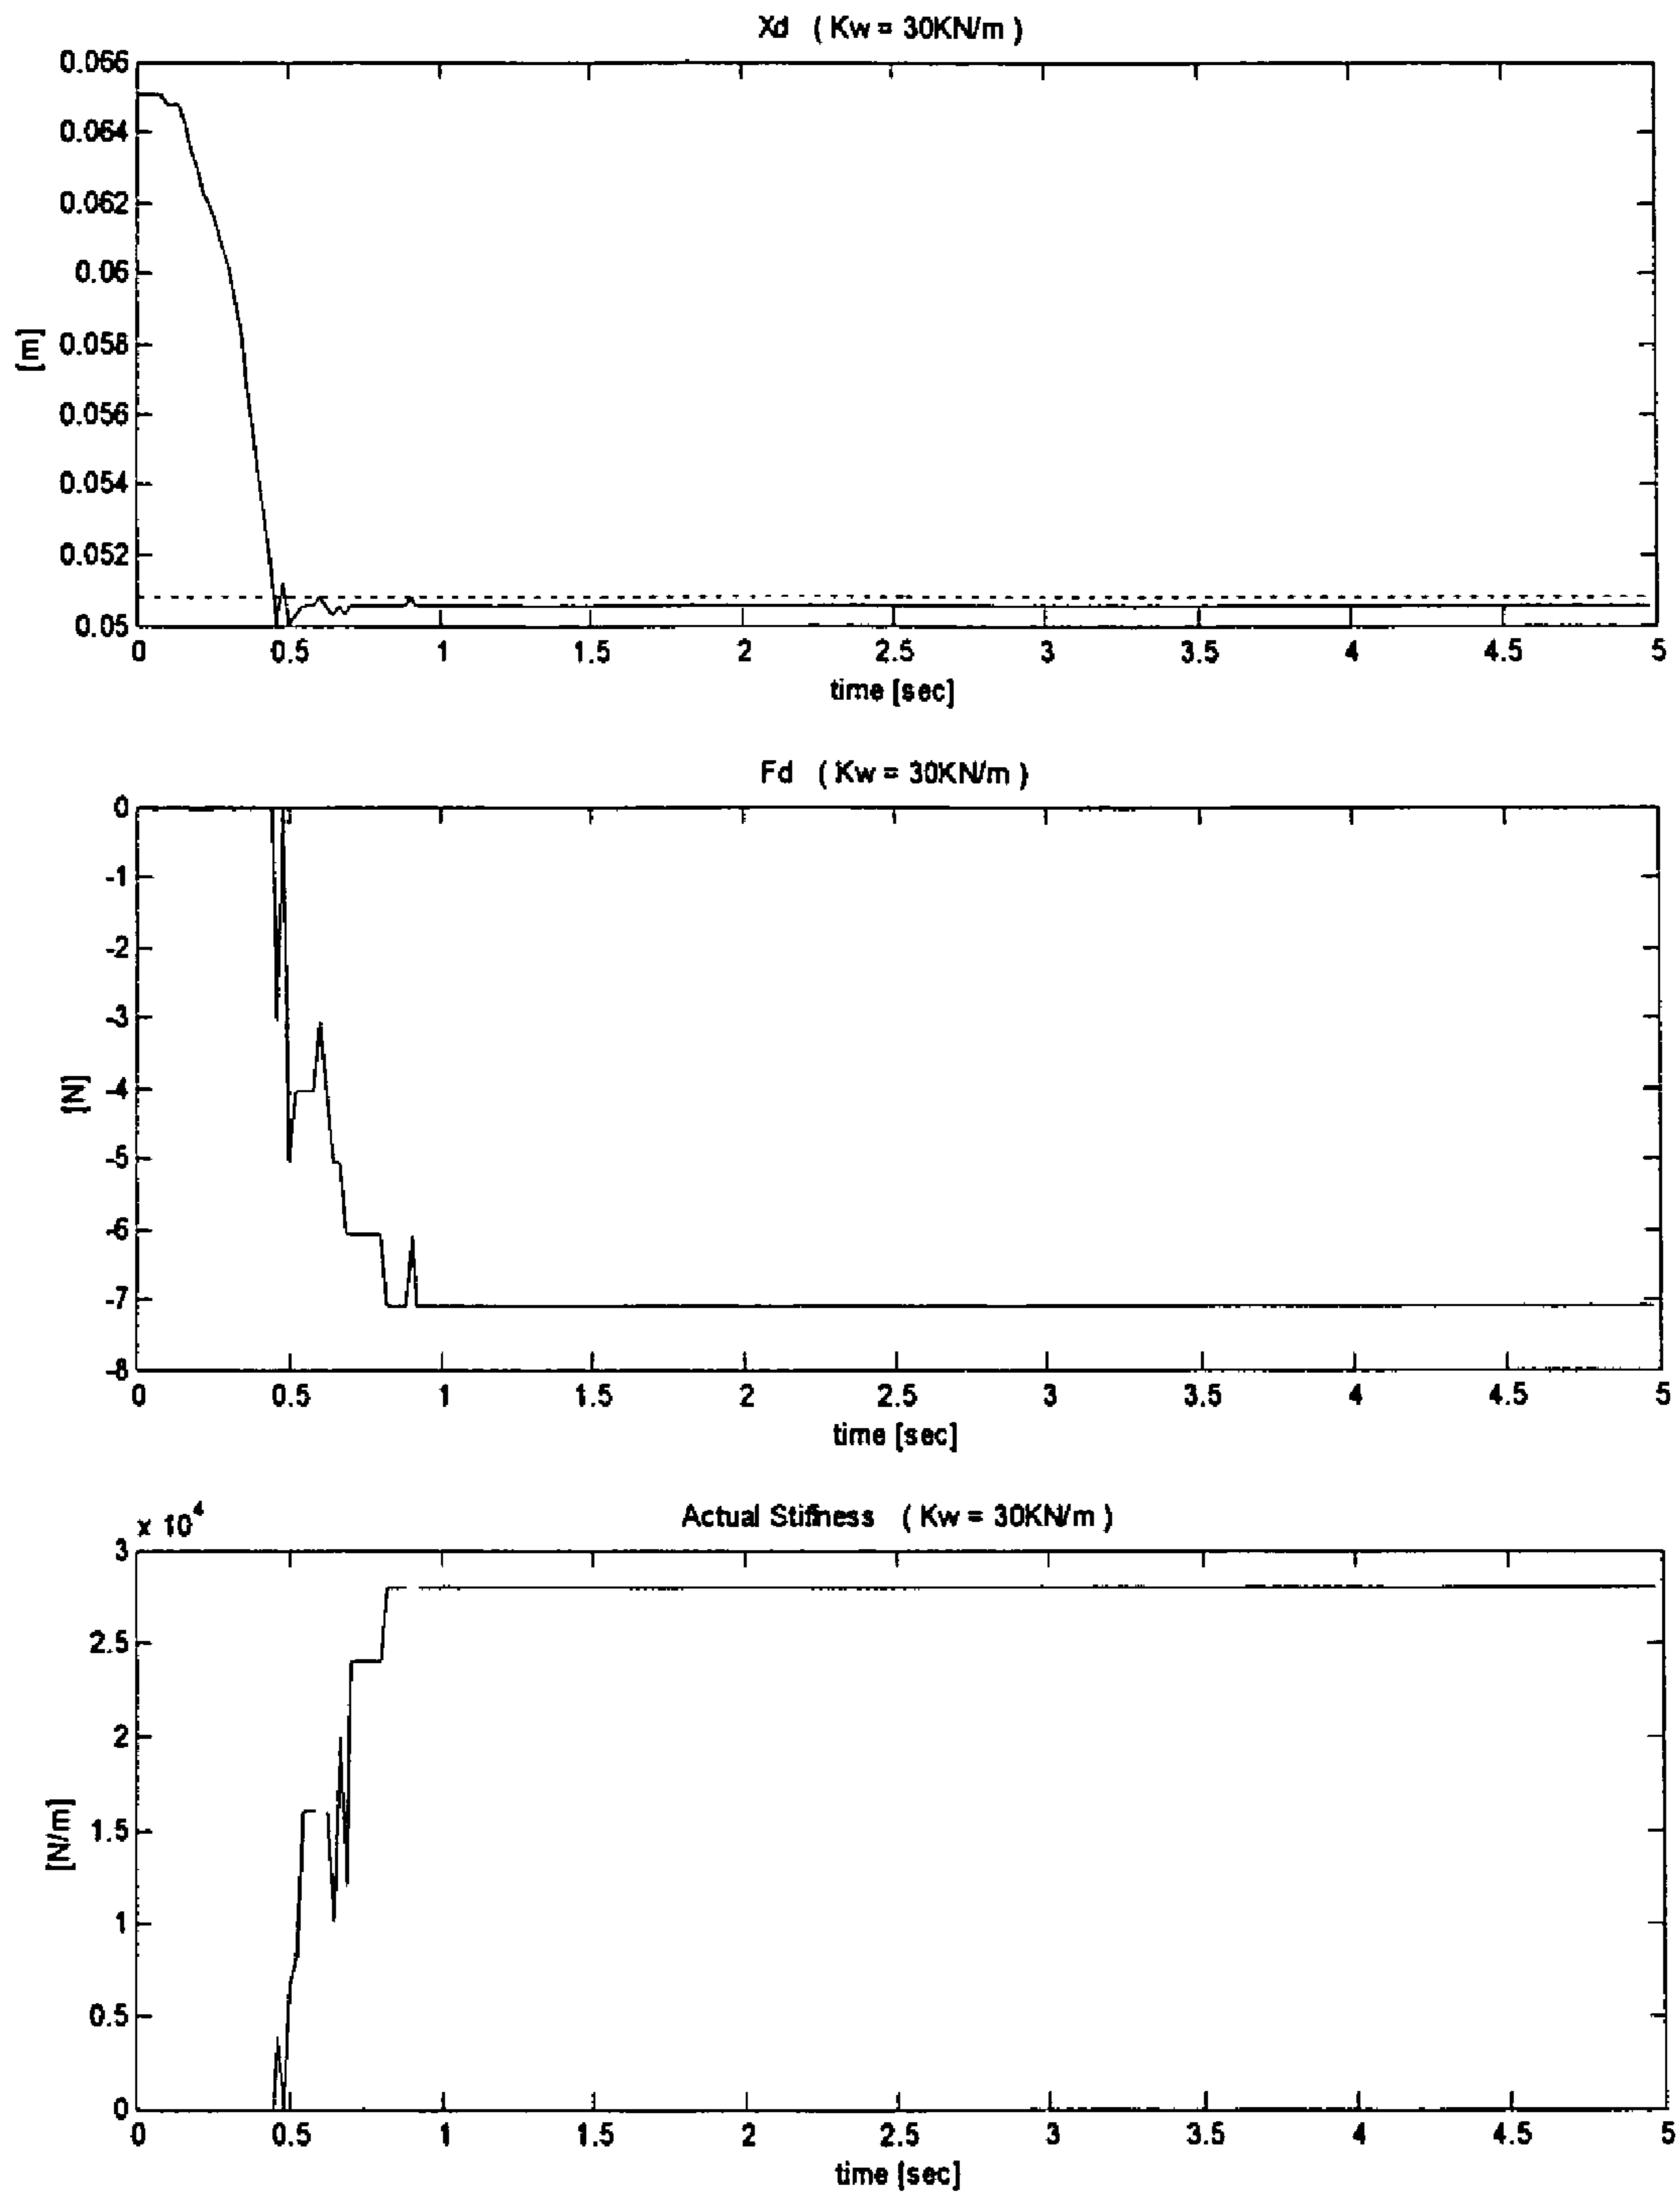 Xd ( Kw = 30KN/m )
0.066
0.064
0.062
0.06
0.058
0.056
0.054
0.052
0.05
[m]
0 0.5 1 1.5 2 2.5 3 3.5 4 4.5 5
time [sec]
Fd ( Kw = 30KN/m )
0
-1
-2
-3
-4
-5
-6
-7
-8
[N]
0 0.5 1 1.5 2 2.5 3 3.5 4 4.5 5
time [sec]
Actual Stiffness ( Kw = 30KN/m )
x 10^4
3
2.5
2
1.5
1
0.5
0
[N/m]
0 0.5 1 1.5 2 2.5 3 3.5 4 4.5 5
time [sec]